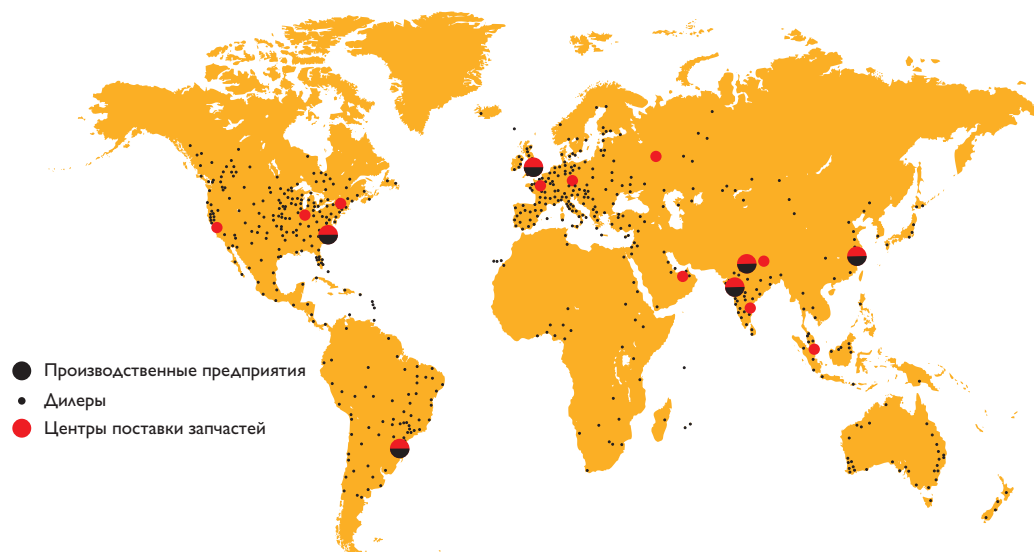 Производственные предприятия
Дилеры
Центры поставки запчастей